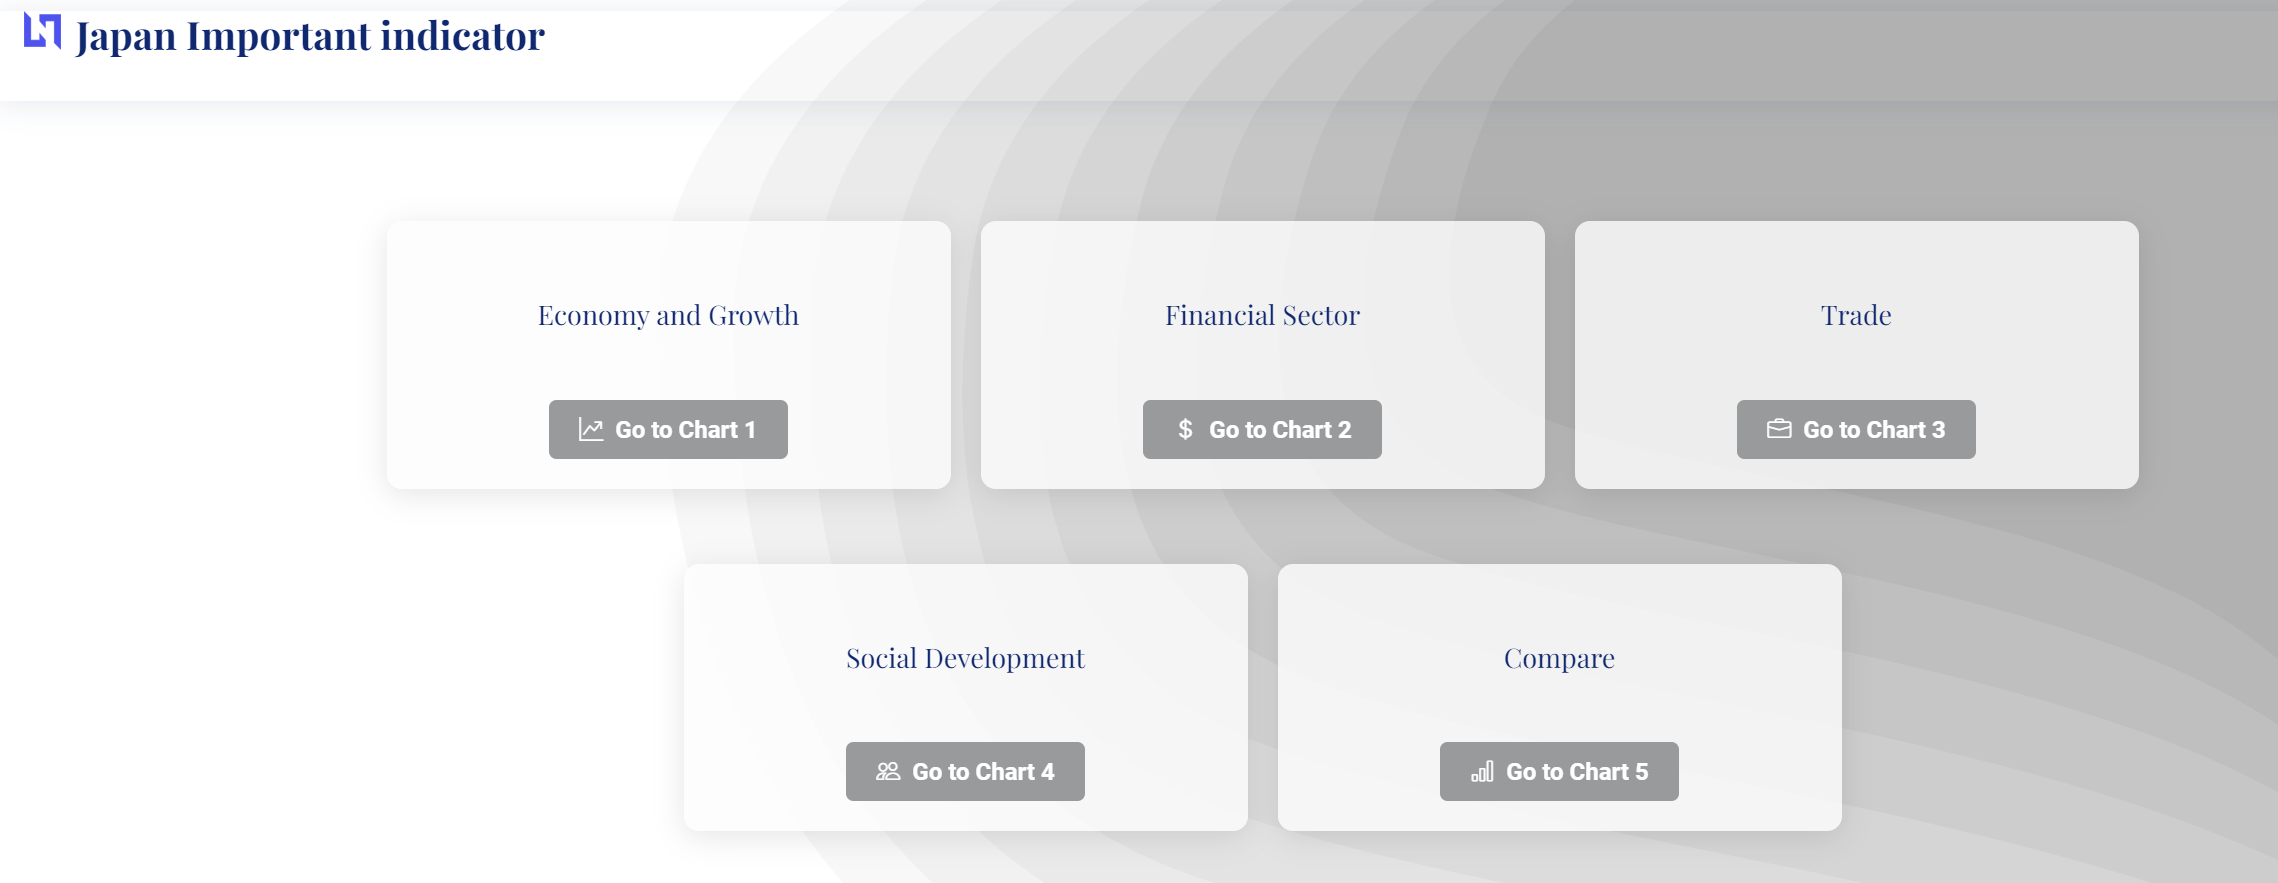 Japan Important indicator
Economy and Growth
Go to Chart 1
Financial Sector
Go to Chart 2
Trade
Go to Chart 3
Social Development
Go to Chart 4
Compare
Go to Chart 5